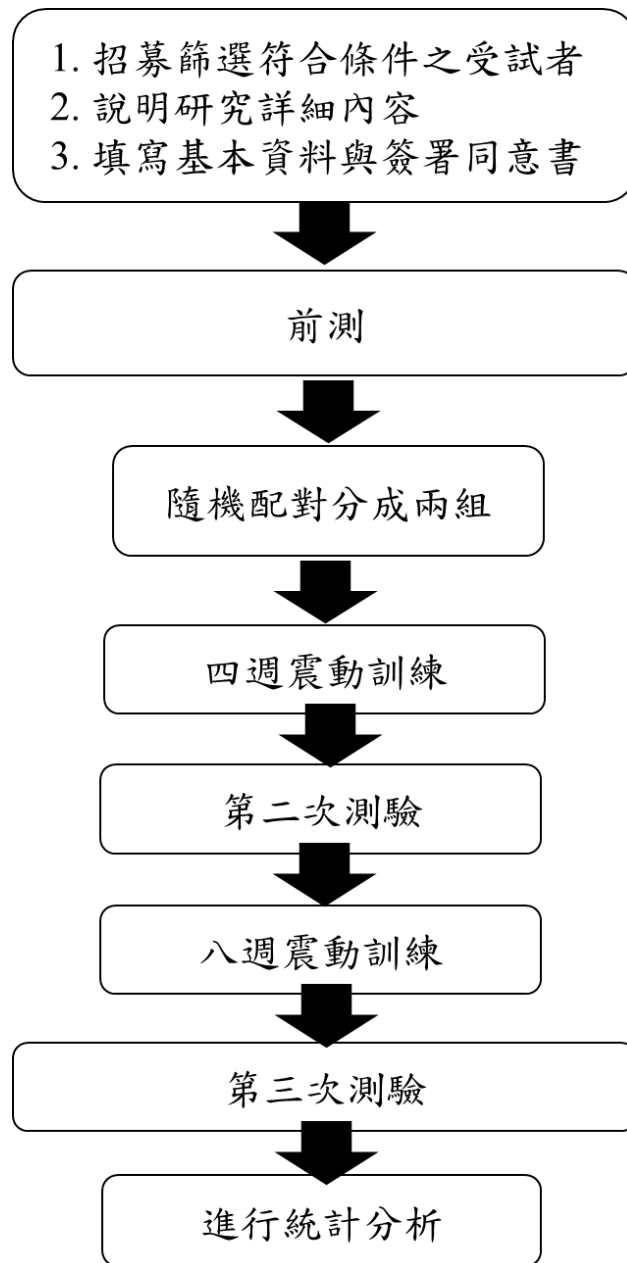 1. 招募篩選符合條件之受試者
2. 說明研究詳細內容
3. 填寫基本資料與簽署同意書
前測
隨機配對分成兩組
四週震動訓練
第二次測驗
八週震動訓練
第三次測驗
進行統計分析